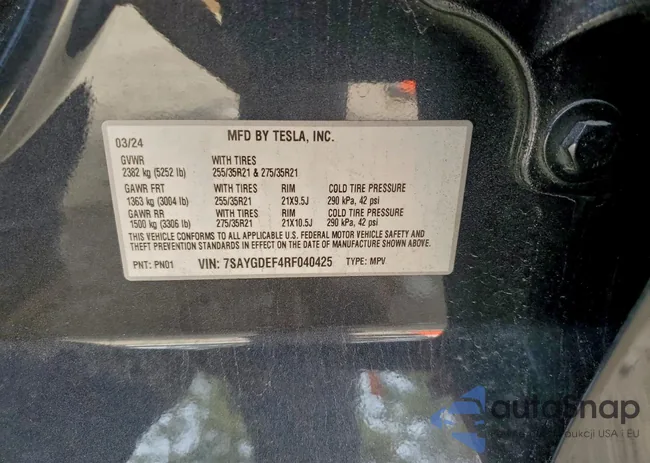 03/24
MFD BY TESLA, INC.
GVWR WITH TIRES
2382 kg (5252 lb) 255/35R21 & 275/35R21
GAWR FRT WITH TIRES RIM COLD TIRE PRESSURE
1363 kg (3004 lb) 255/35R21 21X9.5J 290 kPa, 42 psi
GAWR RR WITH TIRES RIM COLD TIRE PRESSURE
1500 kg (3306 lb) 275/35R21 21X10.5J 290 kPa, 42 psi
THIS VEHICLE CONFORMS TO ALL APPLICABLE U.S. FEDERAL MOTOR VEHICLE SAFETY AND
THEFT PREVENTION STANDARDS IN EFFECT ON THE DATE OF MANUFACTURE SHOWN ABOVE.
PNT: PN01 VIN: 7SAYGDEF4RF040425 TYPE: MPV
autoSnap
aukcji USA i EU